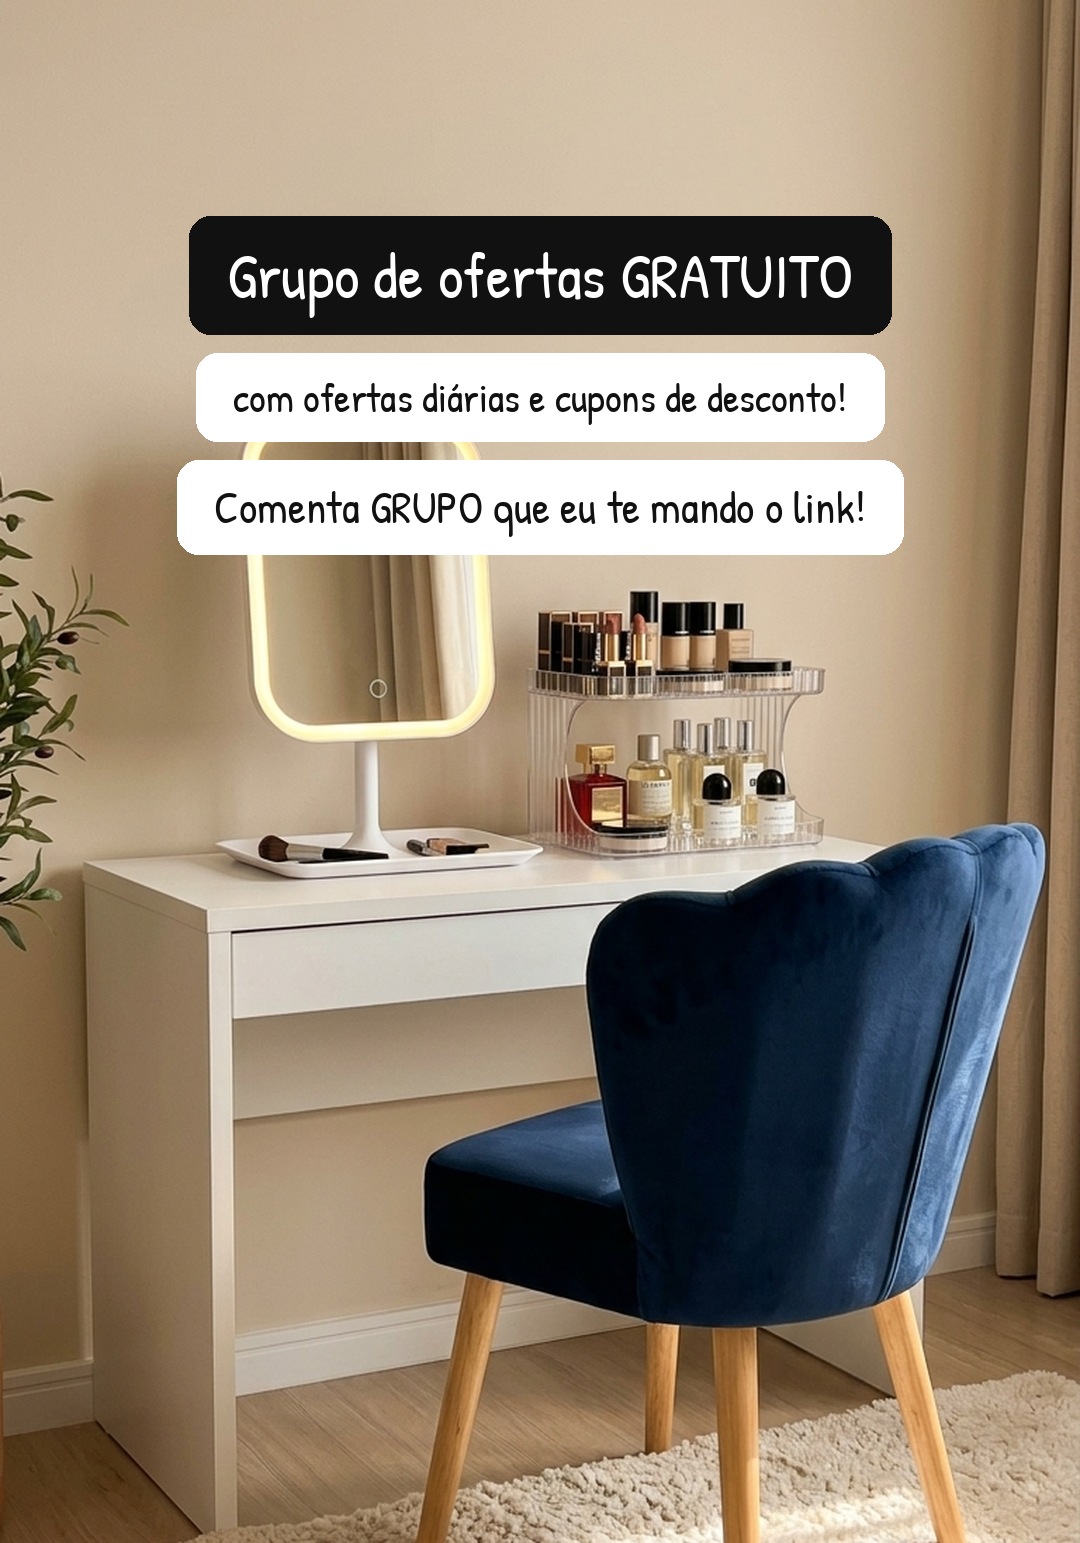 Grupo de ofertas GRATUITO
com ofertas diárias e cupons de desconto!
Comenta GRUPO que eu te mando o link!